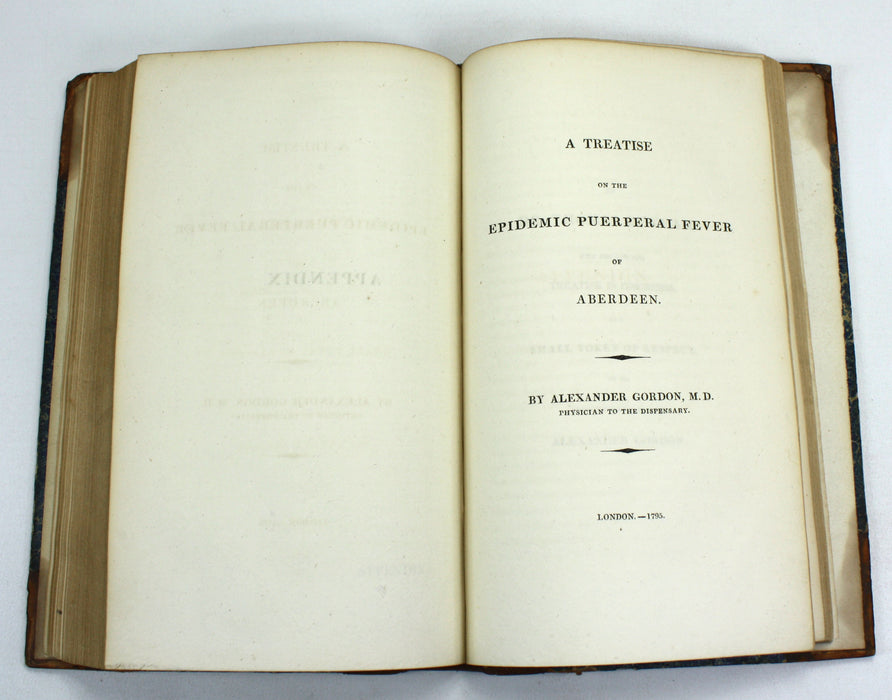 A TREATISE
ON THE
EPIDEMIC PUERPERAL FEVER
OF
ABERDEEN.
BY ALEXANDER GORDON, M.D.
PHYSICIAN TO THE DISPENSARY.
LONDON.—1795.